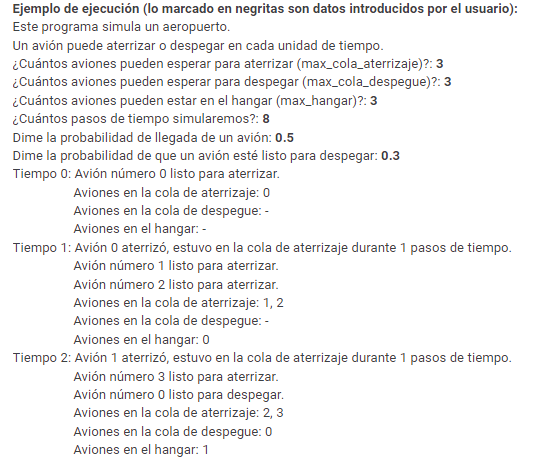 Ejemplo de ejecución (lo marcado en negritas son datos introducidos por el usuario):
Este programa simula un aeropuerto.
Un avión puede aterrizar o despegar en cada unidad de tiempo.
¿Cuántos aviones pueden esperar para aterrizar (max_cola_aterrizaje)?: 3
¿Cuántos aviones pueden esperar para despegar (max_cola_despegue)?: 3
¿Cuántos aviones pueden estar en el hangar (max_hangar)?: 3
¿Cuántos pasos de tiempo simularemos?: 8
Dime la probabilidad de llegada de un avión: 0.5
Dime la probabilidad de que un avión esté listo para despegar: 0.3
Tiempo 0: Avión número 0 listo para aterrizar.
Aviones en la cola de aterrizaje: 0
Aviones en la cola de despegue: -
Aviones en el hangar: -
Tiempo 1: Avión 0 aterrizó, estuvo en la cola de aterrizaje durante 1 pasos de tiempo.
Avión número 1 listo para aterrizar.
Avión número 2 listo para aterrizar.
Aviones en la cola de aterrizaje: 1, 2
Aviones en la cola de despegue: -
Aviones en el hangar: 0
Tiempo 2: Avión 1 aterrizó, estuvo en la cola de aterrizaje durante 1 pasos de tiempo.
Avión número 3 listo para aterrizar.
Avión número 0 listo para despegar.
Aviones en la cola de aterrizaje: 2, 3
Aviones en la cola de despegue: 0
Aviones en el hangar: 1